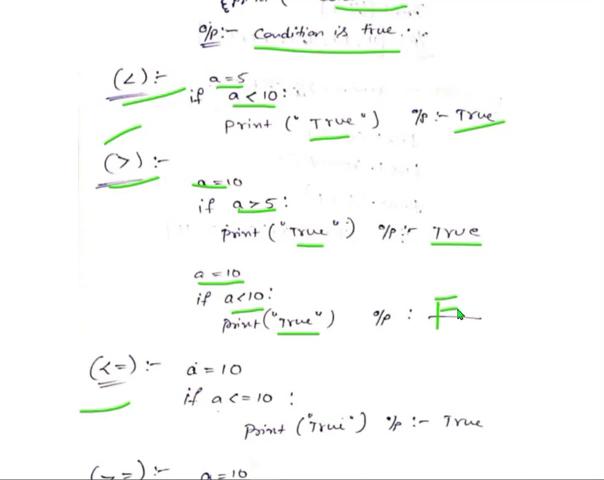 o/p:- Condition is true.
(<) :- a = 5
if a < 10 :
print (" True ") o/p :- True
(>) :-
a = 10
if a > 5 :
print ("True") o/p :- True
a = 10
if a < 10 :
print ("True") o/p : F
(<=) :- a = 10
if a <= 10 :
print ("True") o/p :- True
(>=) :- a = 10